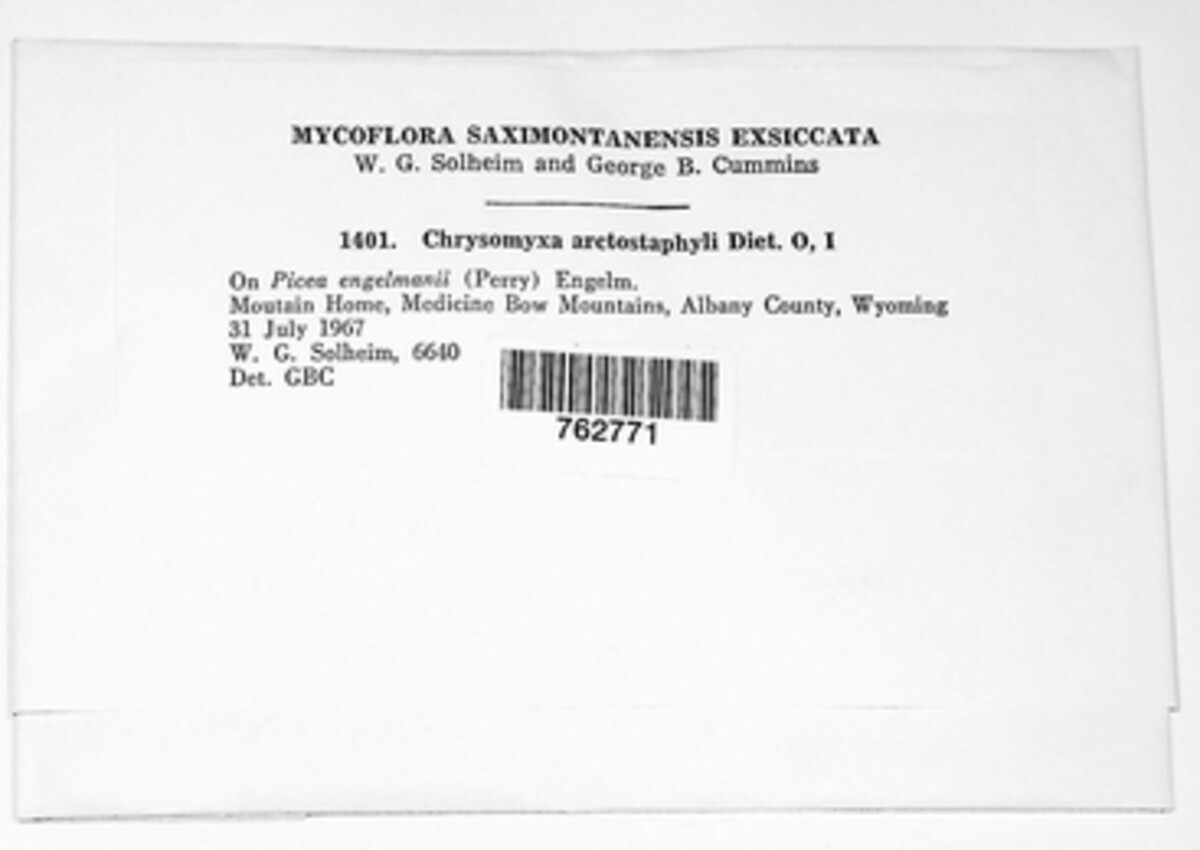 MYCOFLORA SAXIMONTANENSIS EXSICCATA
W. G. Solheim and George B. Cummins
1401. Chrysomyxa arctostaphyli Diet. O, I
On Picea engelmanii (Perry) Engelm.
Moutain Home, Medicine Bow Mountains, Albany County, Wyoming
31 July 1967
W. G. Solheim, 6640
Det. GBC
762771